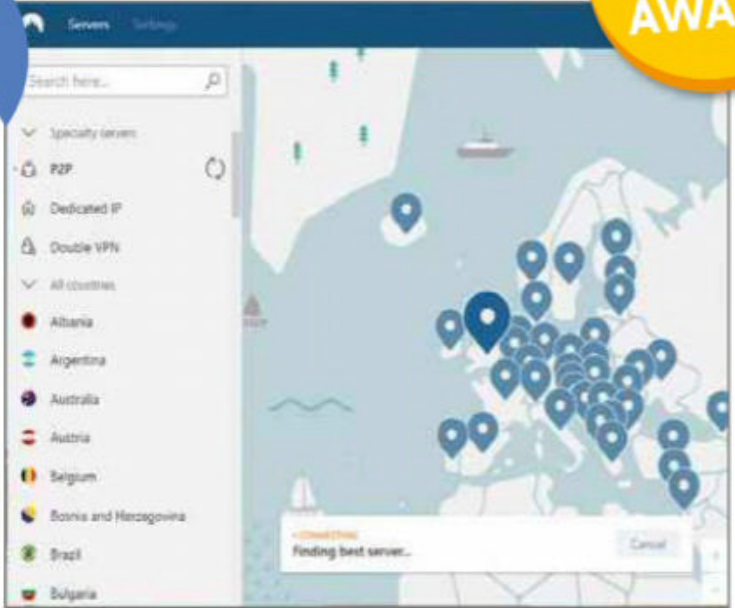 AWA
Servers Settings
Search here...
Specialty servers
P2P
Dedicated IP
Double VPN
All countries
Albania
Argentina
Australia
Austria
Belgium
Bosnia and Herzegovina
Brazil
Bulgaria
CONNECTING
Finding best server...
Cancel